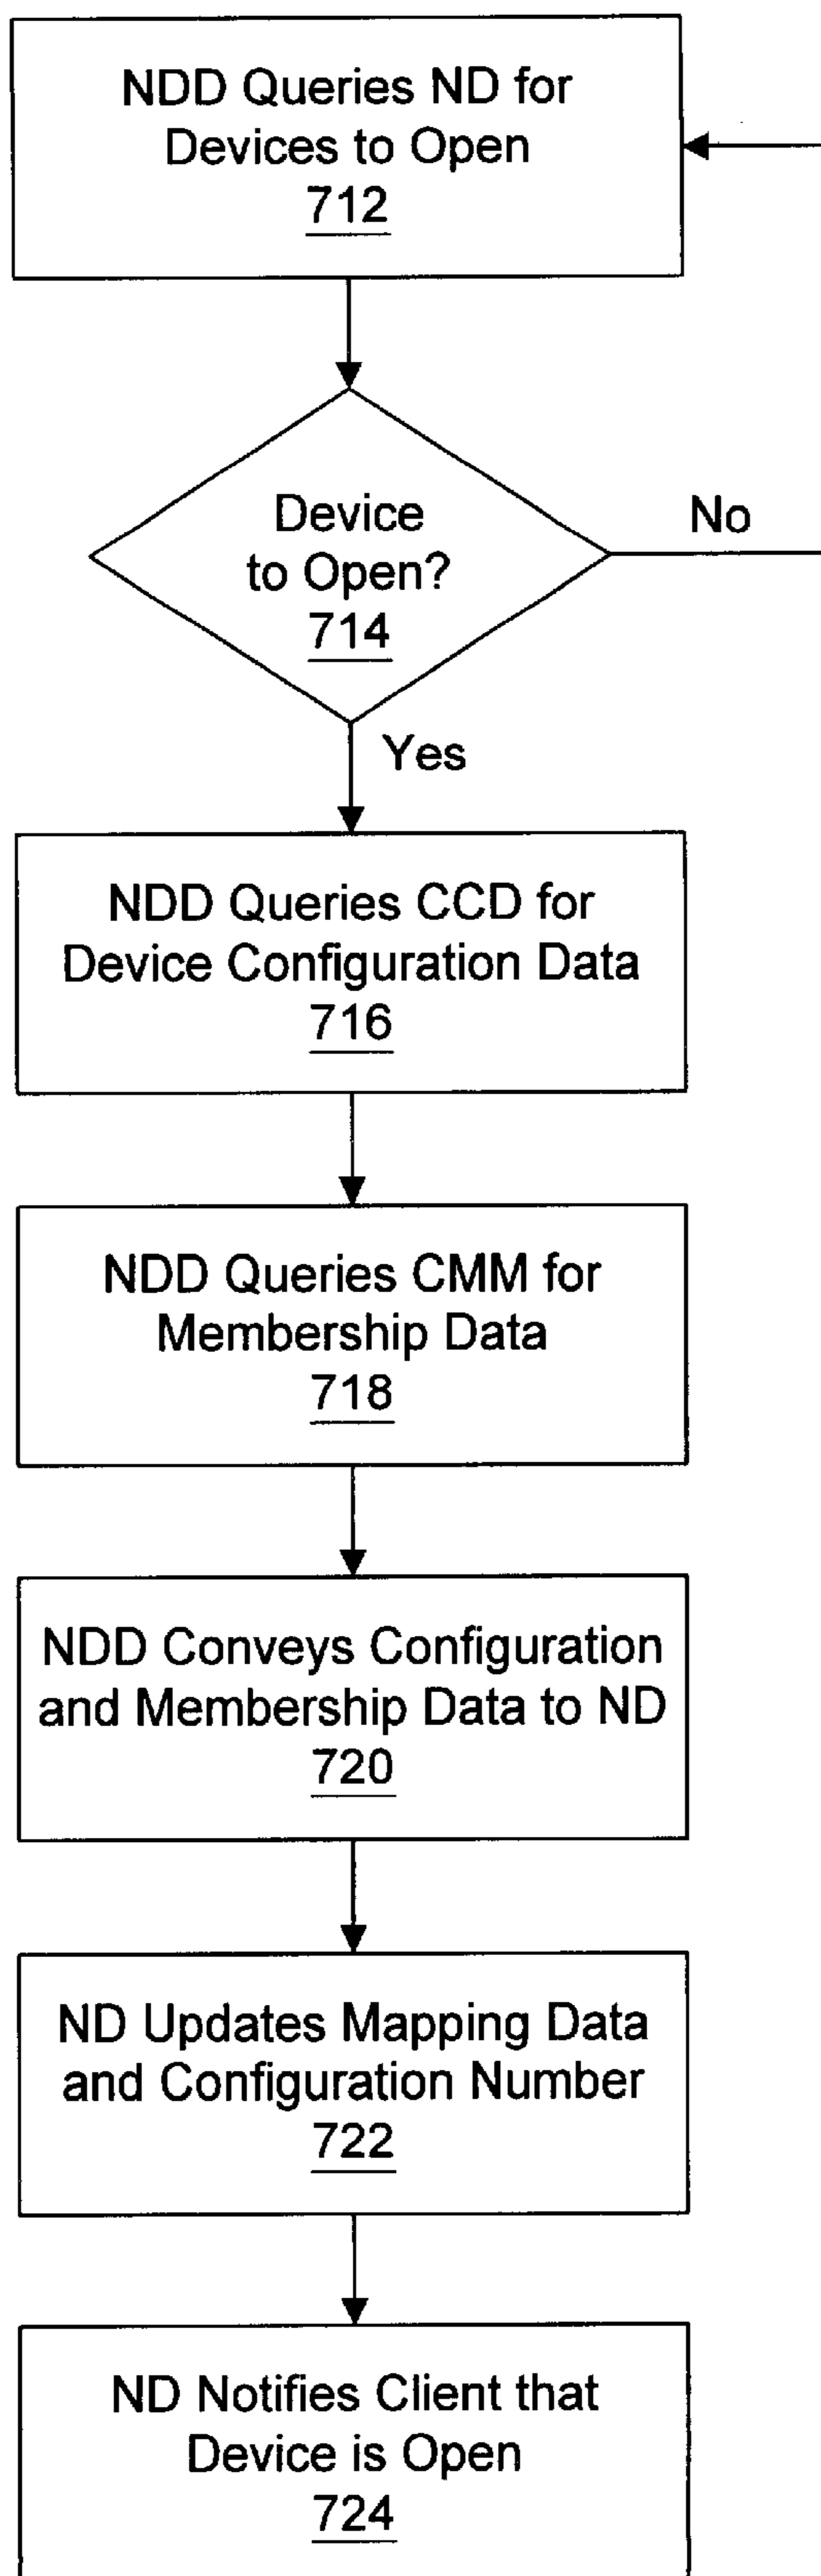 NDD Queries ND for
Devices to Open
712
Device
to Open?
714
No
Yes
NDD Queries CCD for
Device Configuration Data
716
NDD Queries CMM for
Membership Data
718
NDD Conveys Configuration
and Membership Data to ND
720
ND Updates Mapping Data
and Configuration Number
722
ND Notifies Client that
Device is Open
724